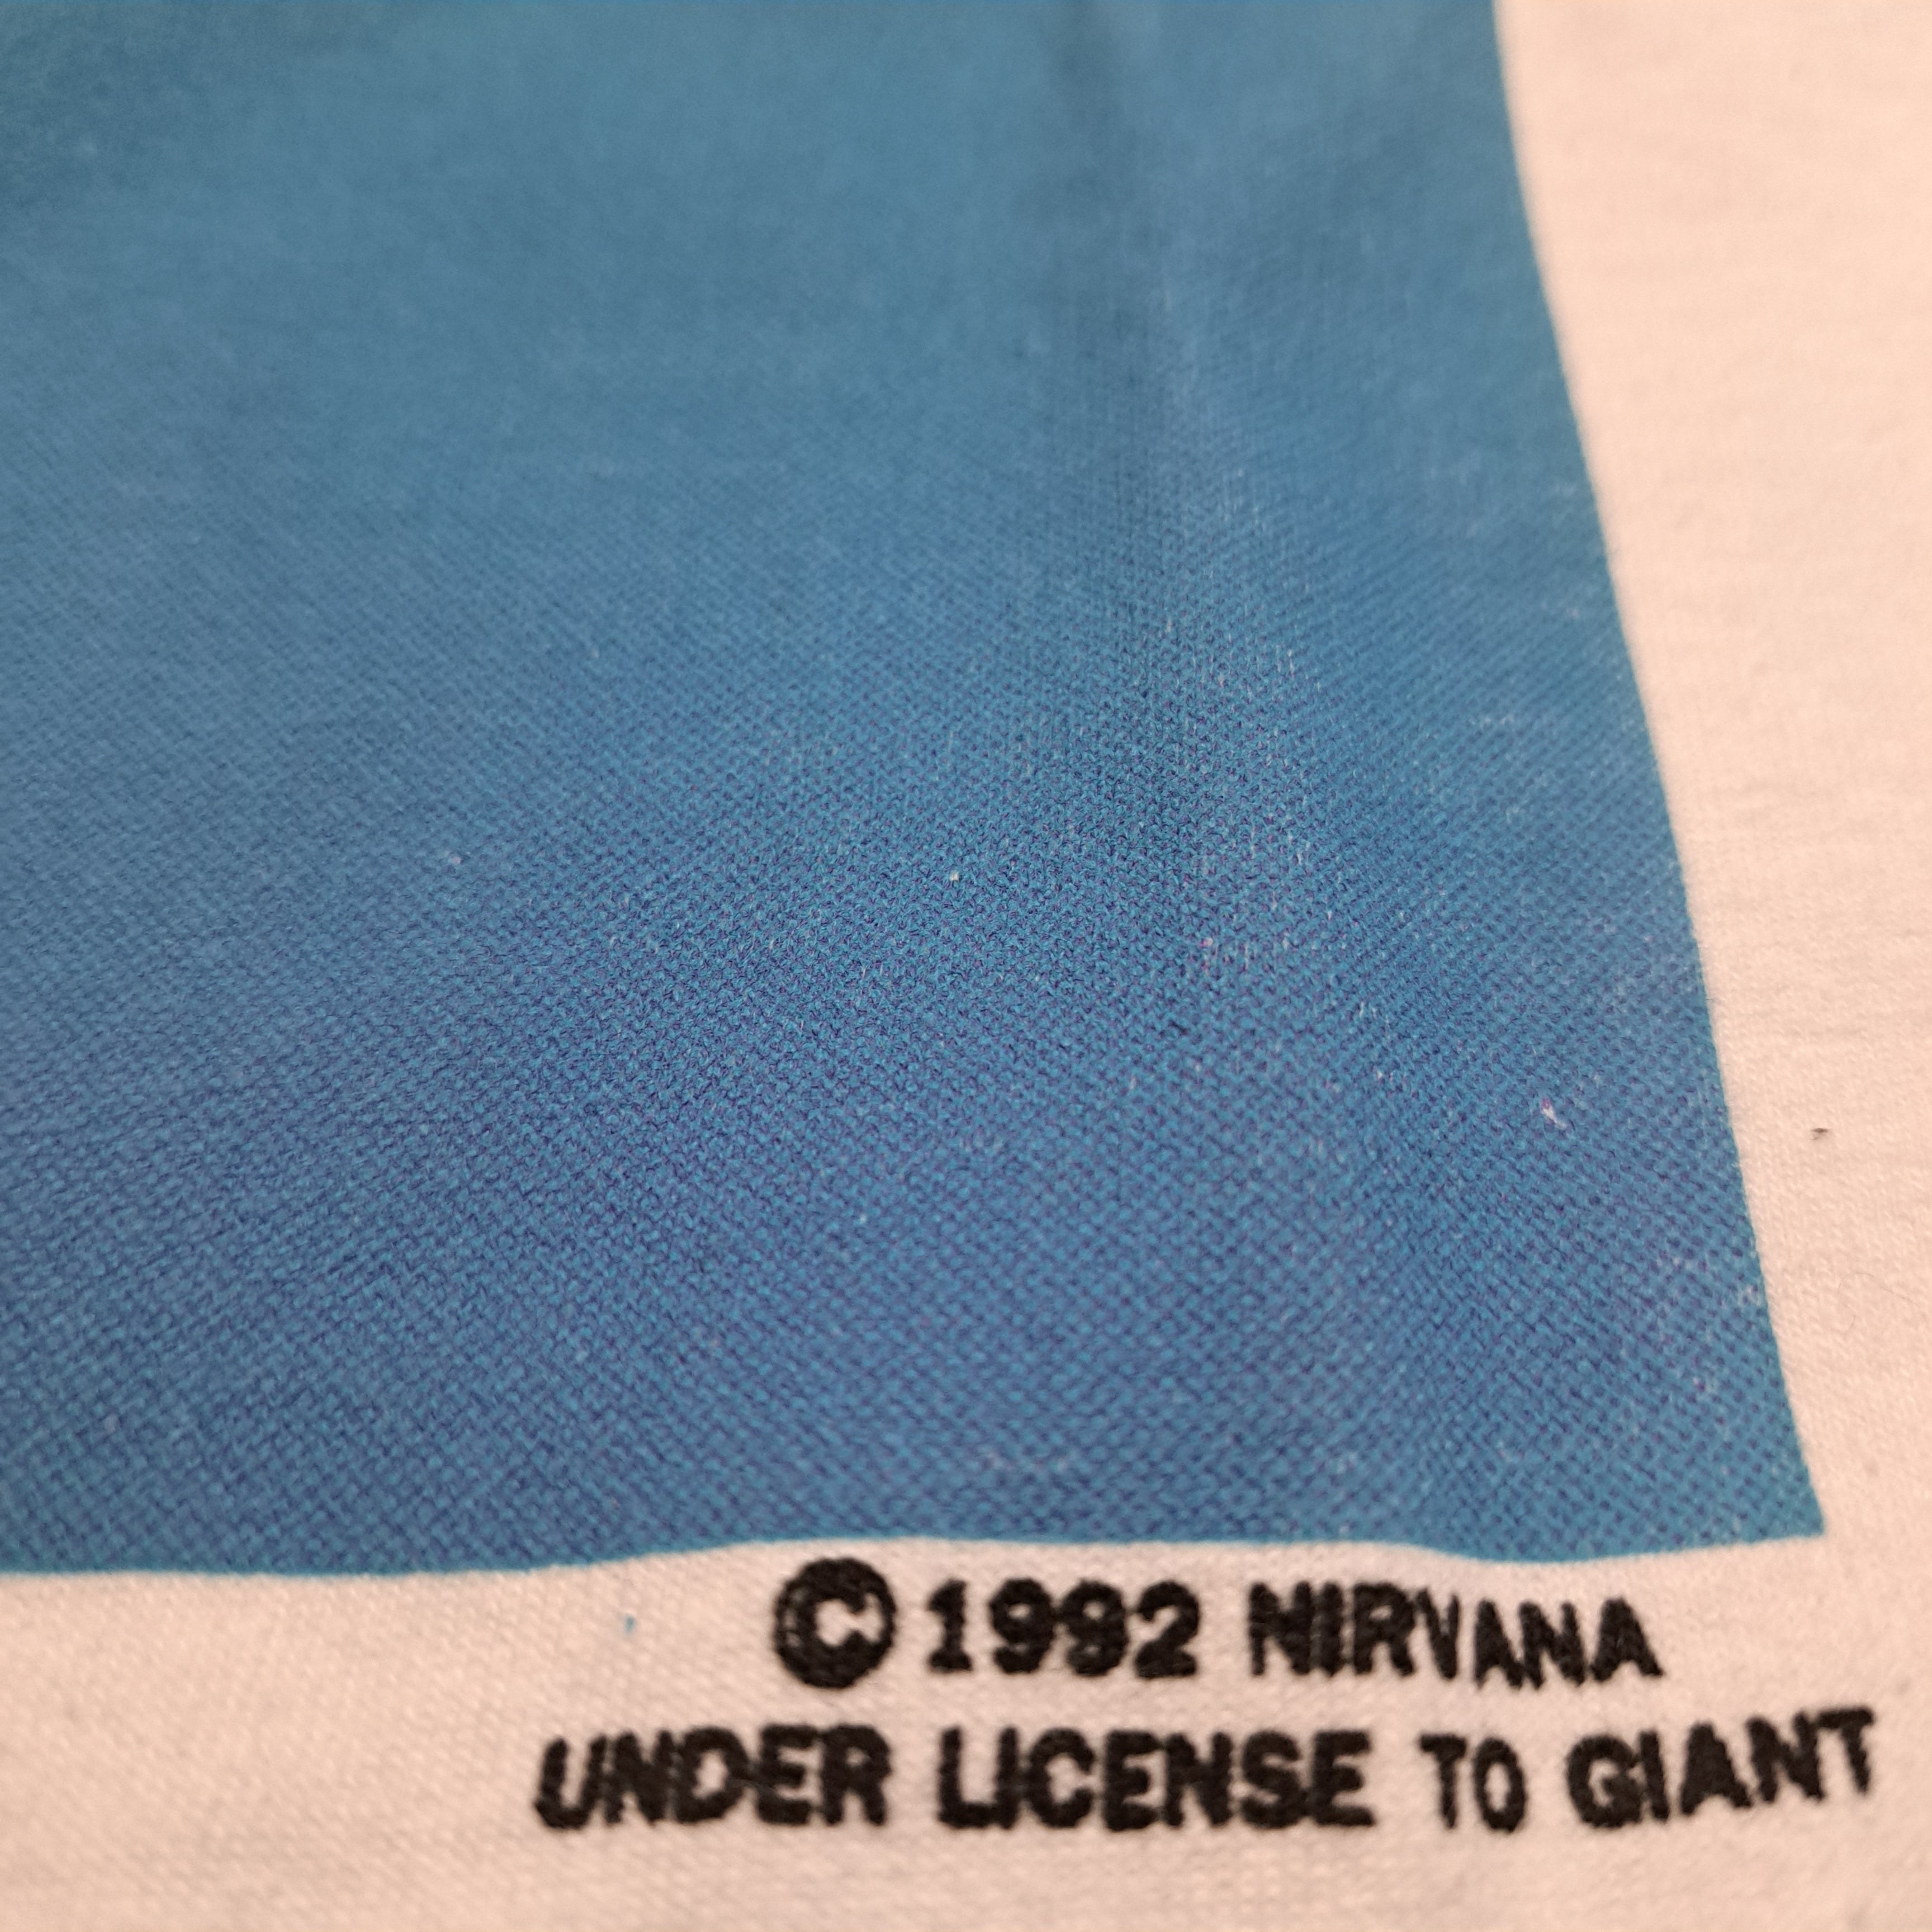 ©1992 NIRVANA
UNDER LICENSE TO GIANT